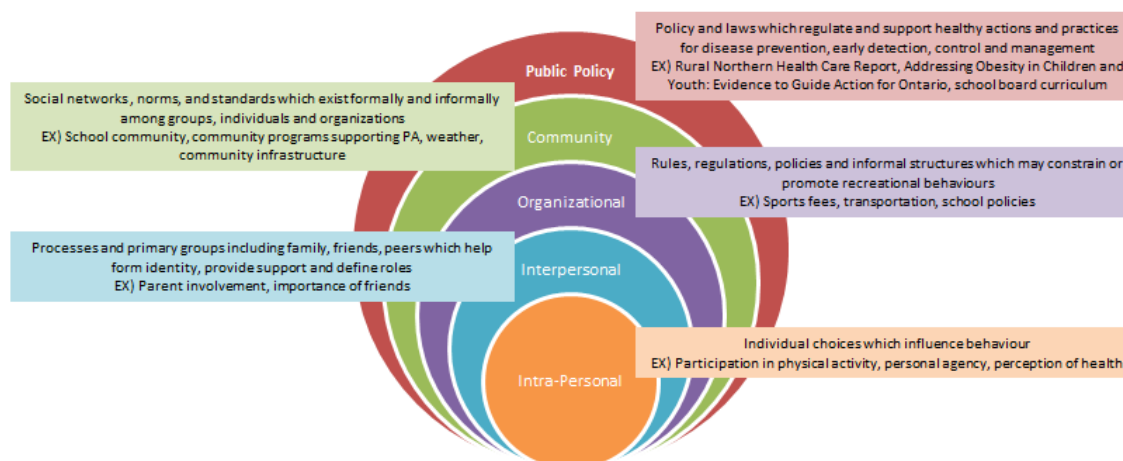 Policy and laws which regulate and support healthy actions and practices
for disease prevention, early detection, control and management
EX) Rural Northern Health Care Report, Addressing Obesity in Children and
Youth: Evidence to Guide Action for Ontario, school board curriculum
Public Policy
Social networks, norms, and standards which exist formally and informally
among groups, individuals and organizations
EX) School community, community programs supporting PA, weather,
community infrastructure
Community
Rules, regulations, policies and informal structures which may constrain or
promote recreational behaviours
EX) Sports fees, transportation, school policies
Organizational
Processes and primary groups including family, friends, peers which help
form identity, provide support and define roles
EX) Parent involvement, importance of friends
Interpersonal
Individual choices which influence behaviour
EX) Participation in physical activity, personal agency, perception of health
Intra-Personal